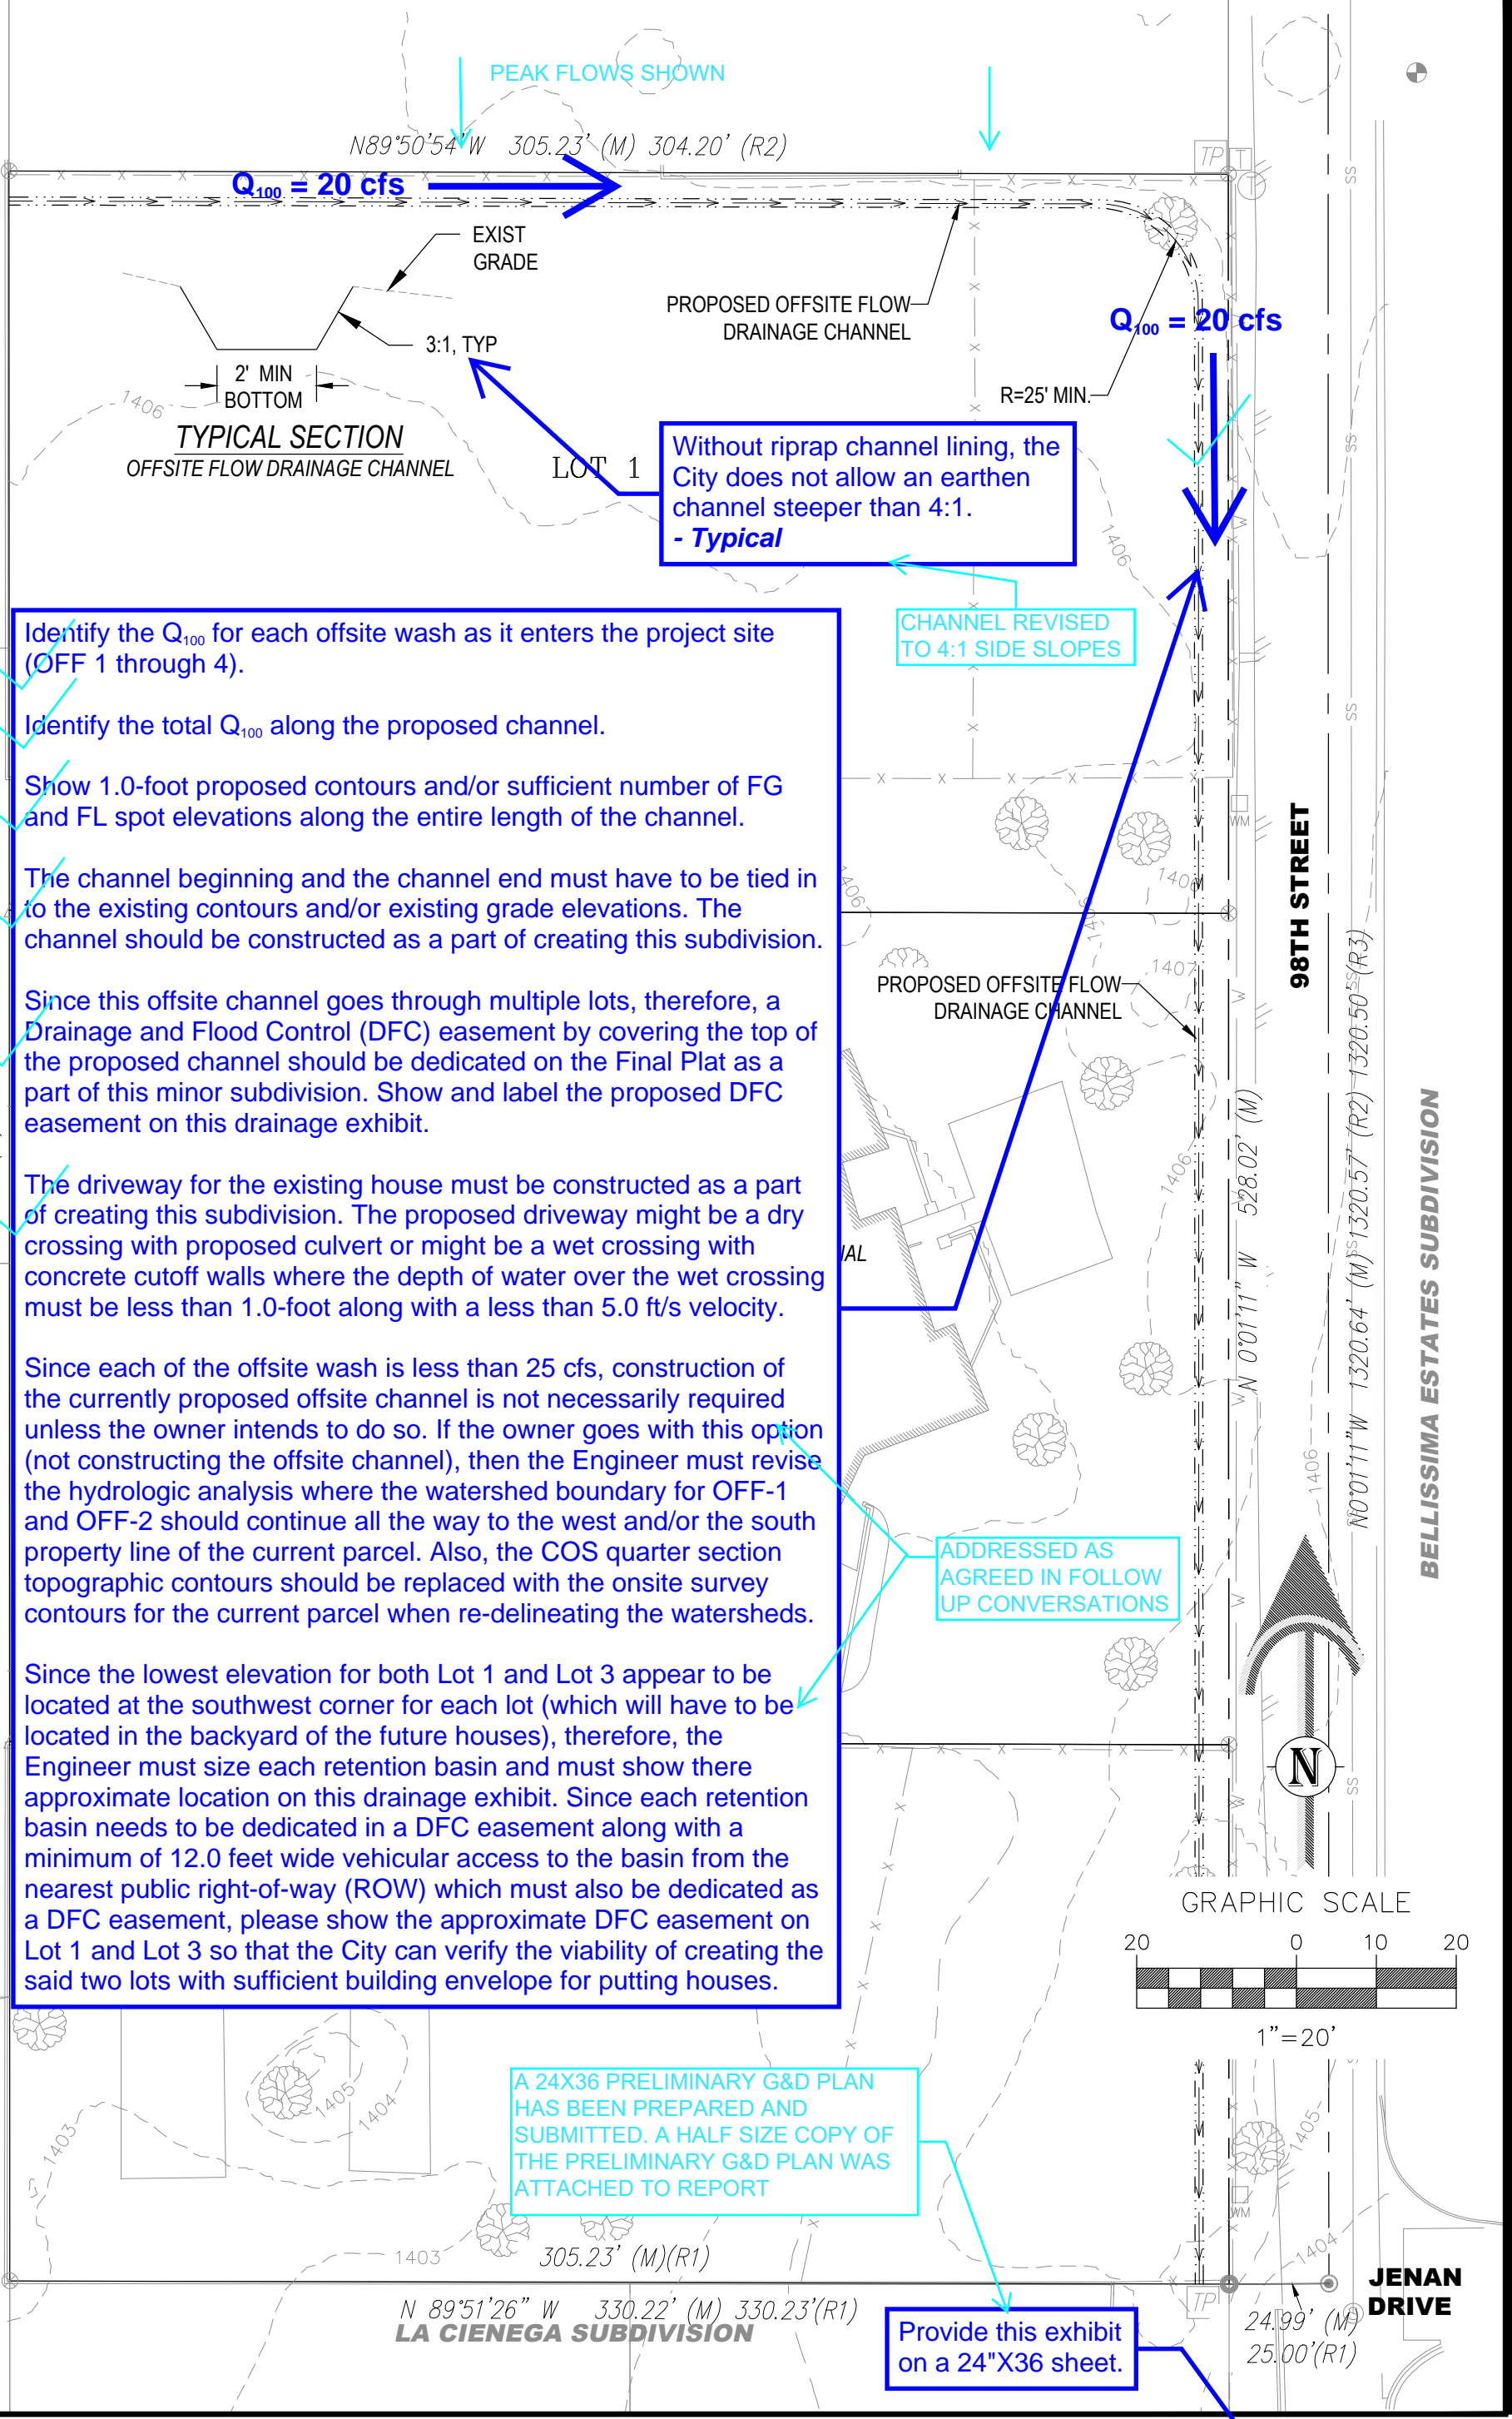 PEAK FLOWS SHOWN
N89°50'54"W 305.23' (M) 304.20' (R2)
TP
T
T
Q100 = 20 cfs
EXIST
GRADE
3:1, TYP
2' MIN
BOTTOM
1406
TYPICAL SECTION
OFFSITE FLOW DRAINAGE CHANNEL
PROPOSED OFFSITE FLOW
DRAINAGE CHANNEL
Q100 = 20 cfs
R=25' MIN.
LOT 1
Without riprap channel lining, the
City does not allow an earthen
channel steeper than 4:1.
- Typical
1406
CHANNEL REVISED
TO 4:1 SIDE SLOPES
Identify the Q100 for each offsite wash as it enters the project site
(OFF 1 through 4).
Identify the total Q100 along the proposed channel.
Show 1.0-foot proposed contours and/or sufficient number of FG
and FL spot elevations along the entire length of the channel.
The channel beginning and the channel end must have to be tied in
to the existing contours and/or existing grade elevations. The
channel should be constructed as a part of creating this subdivision.
Since this offsite channel goes through multiple lots, therefore, a
Drainage and Flood Control (DFC) easement by covering the top of
the proposed channel should be dedicated on the Final Plat as a
part of this minor subdivision. Show and label the proposed DFC
easement on this drainage exhibit.
The driveway for the existing house must be constructed as a part
of creating this subdivision. The proposed driveway might be a dry
crossing with proposed culvert or might be a wet crossing with
concrete cutoff walls where the depth of water over the wet crossing
must be less than 1.0-foot along with a less than 5.0 ft/s velocity.
Since each of the offsite wash is less than 25 cfs, construction of
the currently proposed offsite channel is not necessarily required
unless the owner intends to do so. If the owner goes with this option
(not constructing the offsite channel), then the Engineer must revise
the hydrologic analysis where the watershed boundary for OFF-1
and OFF-2 should continue all the way to the west and/or the south
property line of the current parcel. Also, the COS quarter section
topographic contours should be replaced with the onsite survey
contours for the current parcel when re-delineating the watersheds.
Since the lowest elevation for both Lot 1 and Lot 3 appear to be
located at the southwest corner for each lot (which will have to be
located in the backyard of the future houses), therefore, the
Engineer must size each retention basin and must show there
approximate location on this drainage exhibit. Since each retention
basin needs to be dedicated in a DFC easement along with a
minimum of 12.0 feet wide vehicular access to the basin from the
nearest public right-of-way (ROW) which must also be dedicated as
a DFC easement, please show the approximate DFC easement on
Lot 1 and Lot 3 so that the City can verify the viability of creating the
said two lots with sufficient building envelope for putting houses.
WM
1406
1406
1406
1407
PROPOSED OFFSITE FLOW
DRAINAGE CHANNEL
98TH STREET
1406
IAL
N 0°01'11" W 528.02' (M)
N0°01'11"W 1320.64' (M) 1320.57' (R2) 1320.50' (R3)
BELLISSIMA ESTATES SUBDIVISION
1406
ADDRESSED AS
AGREED IN FOLLOW
UP CONVERSATIONS
N
GRAPHIC SCALE
20 0 10 20
1"=20'
A 24X36 PRELIMINARY G&D PLAN
HAS BEEN PREPARED AND
SUBMITTED. A HALF SIZE COPY OF
THE PRELIMINARY G&D PLAN WAS
ATTACHED TO REPORT
1403
1405
1404
1405
WM
1404
1403
305.23' (M)(R1)
N 89°51'26" W 330.22' (M) 330.23'(R1)
LA CIENEGA SUBDIVISION
TP
24.99' (M)
25.00'(R1)
JENAN
DRIVE
Provide this exhibit
on a 24"X36 sheet.